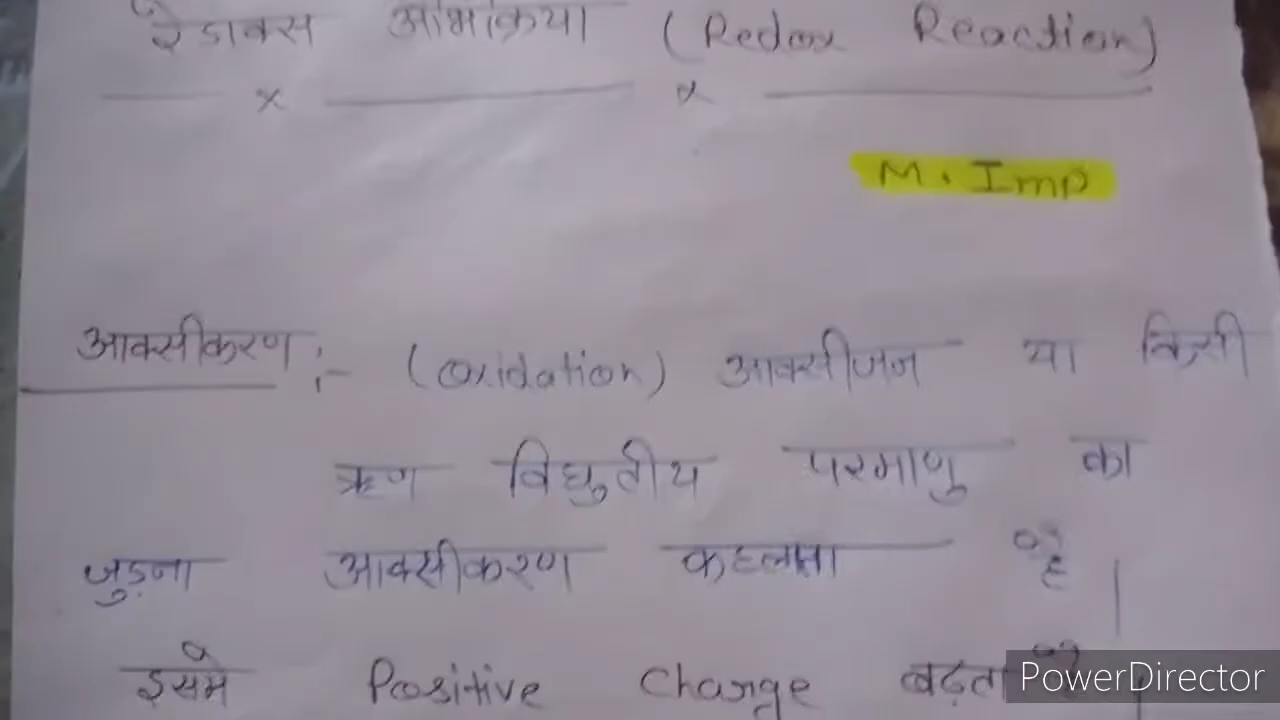 रेडाक्स अभिक्रिया (Redox Reaction)
M. Imp
आक्सीकरण :- (Oxidation) आक्सीजन या किसी
ऋण विधुतीय परमाणु का
जुड़ना आक्सीकरण कहलाता है |
इसमे Positive Charge बढ़ता है |
PowerDirector